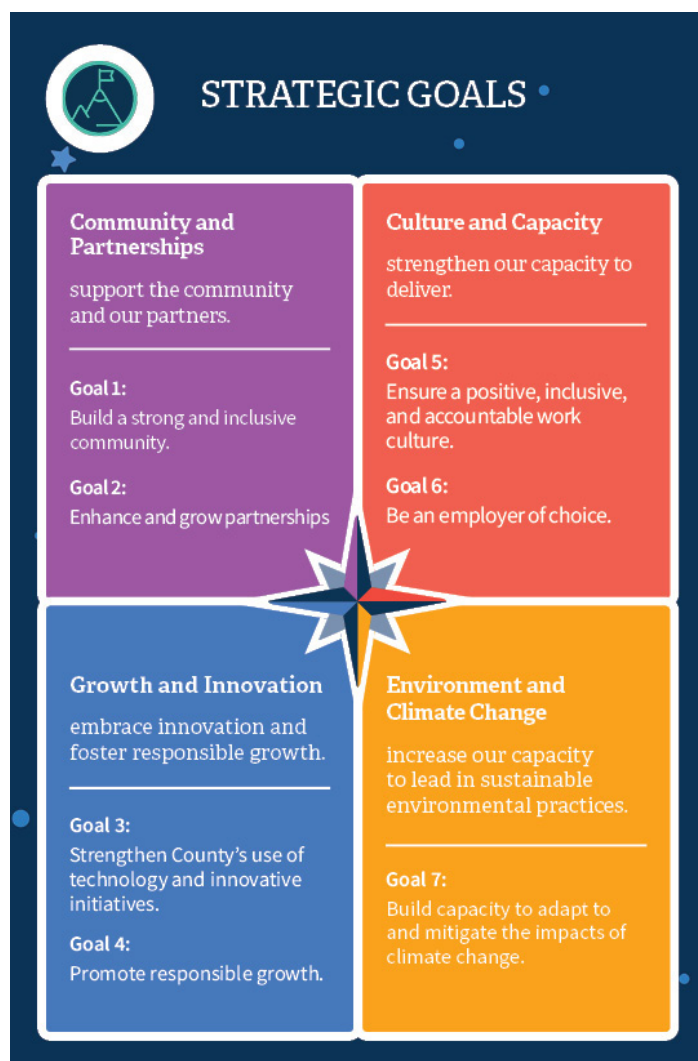 STRATEGIC GOALS
Community and
Partnerships
support the community
and our partners.
Goal 1:
Build a strong and inclusive
community.
Goal 2:
Enhance and grow partnerships
Culture and Capacity
strengthen our capacity to
deliver.
Goal 5:
Ensure a positive, inclusive,
and accountable work
culture.
Goal 6:
Be an employer of choice.
Growth and Innovation
embrace innovation and
foster responsible growth.
Goal 3:
Strengthen County's use of
technology and innovative
initiatives.
Goal 4:
Promote responsible growth.
Environment and
Climate Change
increase our capacity
to lead in sustainable
environmental practices.
Goal 7:
Build capacity to adapt to
and mitigate the impacts of
climate change.